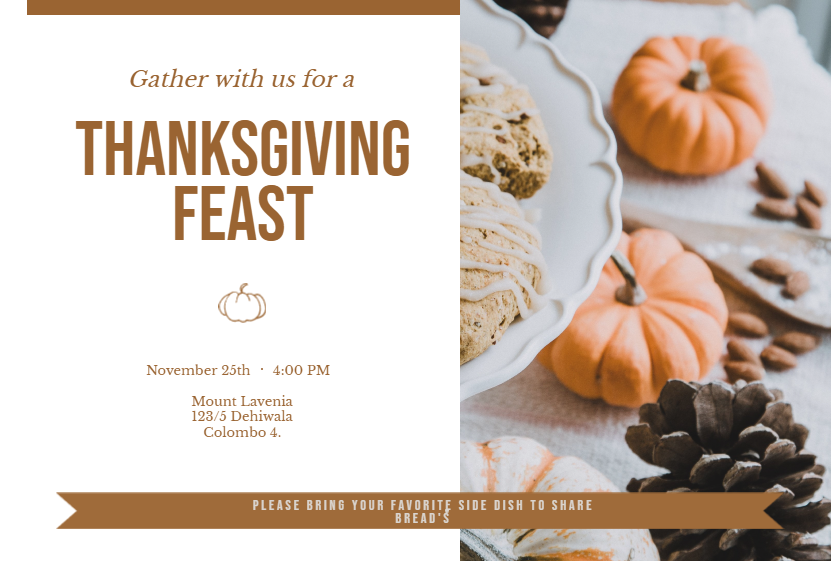 Gather with us for a
THANKSGIVING
FEAST
November 25th · 4:00 PM
Mount Lavenia
123/5 Dehiwala
Colombo 4.
PLEASE BRING YOUR FAVORITE SIDE DISH TO SHARE
BREAD'S